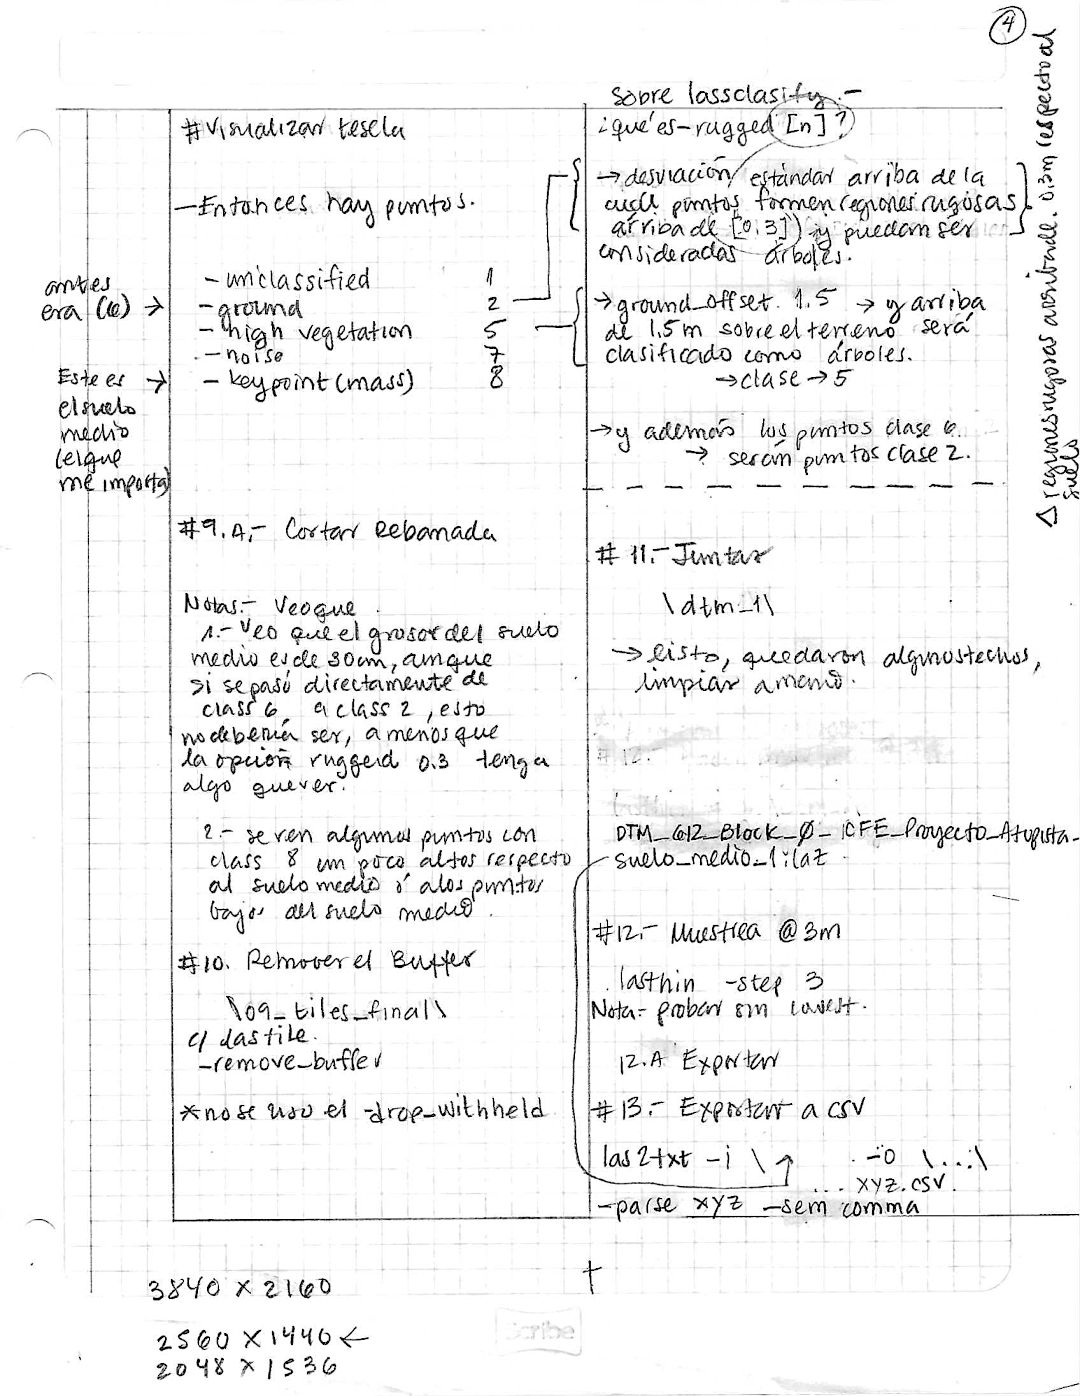 4
# Visualizar tesela
- Entonces hay puntos.
- unclassified 1
- ground 2
- high vegetation 5
- noise 7
- keypoint (mass) 8
antes
era (6) →
Este es →
el suelo
medio
(el que
me importa)
#9.A.- Cortar Rebanada
Notas.- Veo que
1.- Veo que el grosor del suelo
medio es de 30cm, aunque
si se pasó directamente de
class 6 a class 2, esto
no debería ser, a menos que
la opción ruggerd 0.3 tenga
algo que ver.
2.- se ven algunos puntos con
class 8 un poco altos respecto
al suelo medio ó a los puntos
bajos del suelo medio.
#10. Remover el Buffer
\09_tiles_final\
c/ lastile.
-remove_buffer
* no se uso el -drop_withheld
sobre lassclasify.-
¿qué es -rugged [n]?
→ desviación estándar arriba de la
cual puntos formen regiones rugosas
arriba de [0.3]) y puedan ser
consideradas árboles.
→ ground_offset 1.5 → y arriba
de 1.5m sobre el terreno será
clasificado como árboles.
→ clase → 5
→ y además los puntos clase 6
→ serán puntos clase 2.
# 11.- Juntar
\dtm_1\
→ listo, quedaron algunos techos,
limpiar a mano.
DTM_612_Block_Ø_ICFE_Proyecto_Atupista-
suelo_medio_1.laz
#12.- Muestrea @ 3m
lasthin -step 3
Nota= probar sin lowest.
12.A Exportar
# 13.- Exportar a csv
las2txt -i \ -o \...\
... xyz.csv.
-parse xyz -sem comma
Δ regiones rugosas arriba de 0.3m respecto al
suelo
3840 x 2160
2560 x 1440 ←
2048 x 1536
Scribe